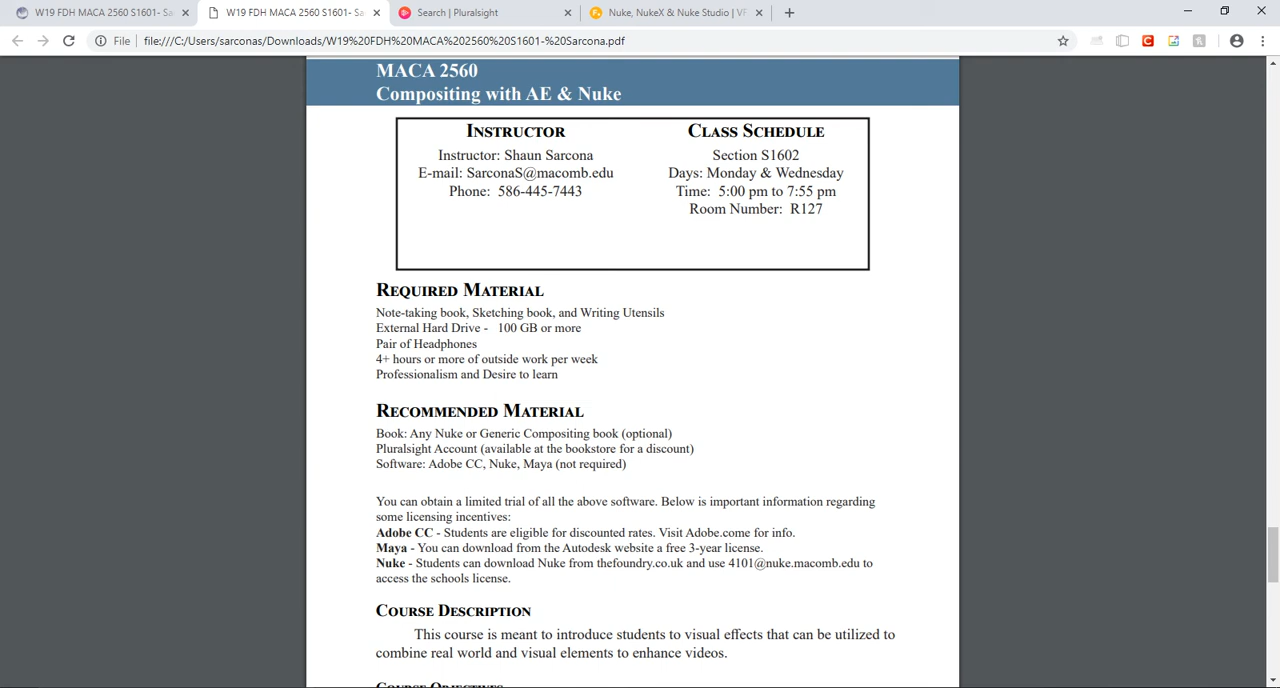 W19 FDH MACA 2560 S1601- Sa
W19 FDH MACA 2560 S1601- Sa
Search | Pluralsight
Nuke, NukeX & Nuke Studio | VF
File
file:///C:/Users/sarconas/Downloads/W19%20FDH%20MACA%202560%20S1601-%20Sarcona.pdf
MACA 2560
Compositing with AE & Nuke
Instructor
Instructor: Shaun Sarcona
E-mail: SarconaS@macomb.edu
Phone: 586-445-7443
Class Schedule
Section S1602
Days: Monday & Wednesday
Time: 5:00 pm to 7:55 pm
Room Number: R127
Required Material
Note-taking book, Sketching book, and Writing Utensils
External Hard Drive - 100 GB or more
Pair of Headphones
4+ hours or more of outside work per week
Professionalism and Desire to learn
Recommended Material
Book: Any Nuke or Generic Compositing book (optional)
Pluralsight Account (available at the bookstore for a discount)
Software: Adobe CC, Nuke, Maya (not required)
You can obtain a limited trial of all the above software. Below is important information regarding
some licensing incentives:
Adobe CC - Students are eligible for discounted rates. Visit Adobe.come for info.
Maya - You can download from the Autodesk website a free 3-year license.
Nuke - Students can download Nuke from thefoundry.co.uk and use 4101@nuke.macomb.edu to
access the schools license.
Course Description
This course is meant to introduce students to visual effects that can be utilized to
combine real world and visual elements to enhance videos.
Course Objectives